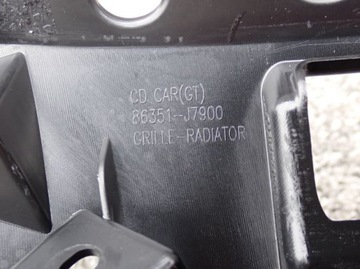 CD CAR(GT)
86351-J7900
GRILLE-RADIATOR